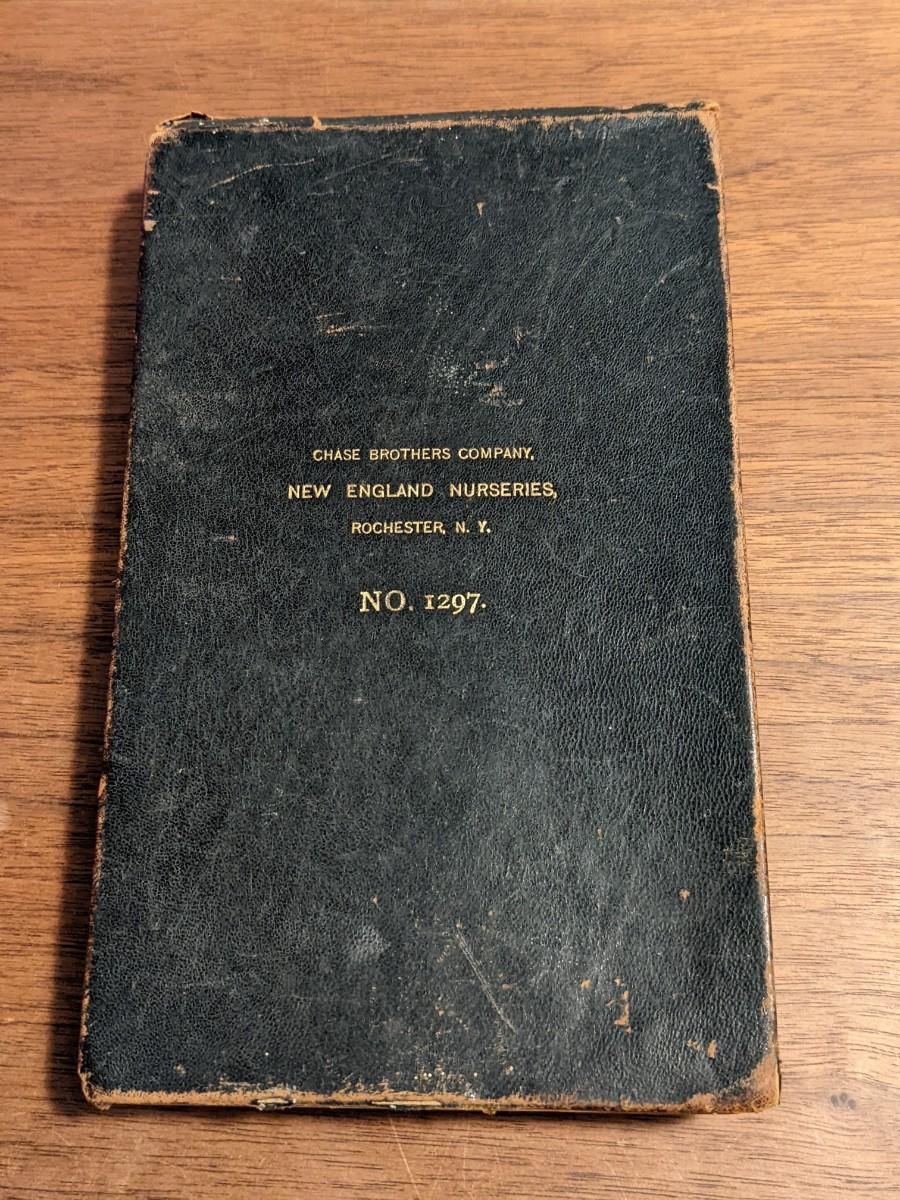 CHASE BROTHERS COMPANY,
NEW ENGLAND NURSERIES,
ROCHESTER, N. Y.
NO. 1297.